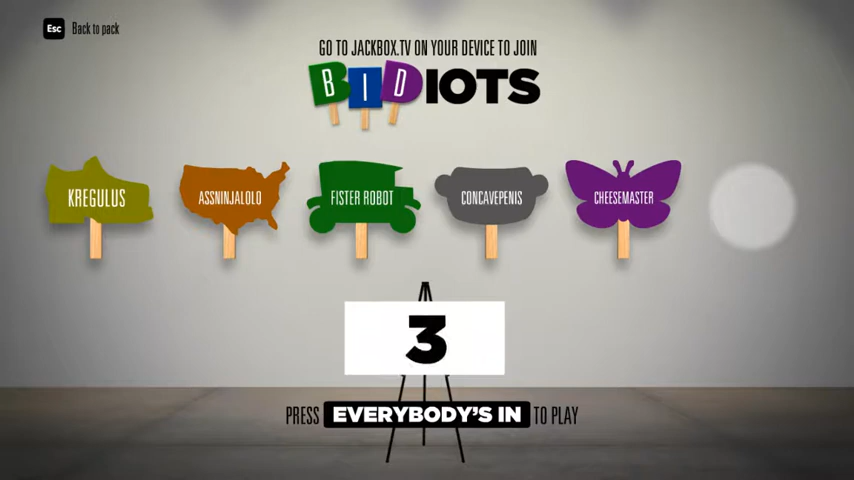 Esc Back to pack
GO TO JACKBOX.TV ON YOUR DEVICE TO JOIN
BIDIOTS
KREGULUS
ASSNINJALOLO
FISTER ROBOT
CONCAVEPENIS
CHEESEMASTER
3
PRESS EVERYBODY'S IN TO PLAY